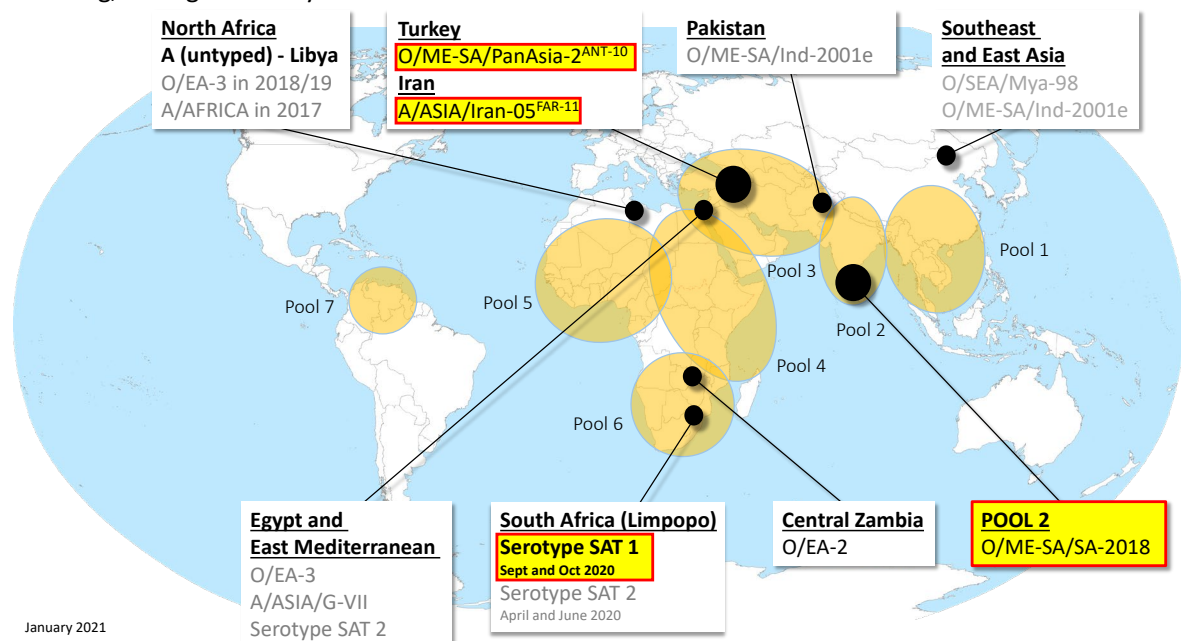 North Africa
A (untyped) - Libya
O/EA-3 in 2018/19
A/AFRICA in 2017
Turkey
O/ME-SA/PanAsia-2ANT-10
Iran
A/ASIA/Iran-05FAR-11
Pakistan
O/ME-SA/Ind-2001e
Southeast
and East Asia
O/SEA/Mya-98
O/ME-SA/Ind-2001e
Pool 1
Pool 3
Pool 7
Pool 5
Pool 2
Pool 4
Pool 6
Egypt and
East Mediterranean
O/EA-3
A/ASIA/G-VII
Serotype SAT 2
South Africa (Limpopo)
Serotype SAT 1
Sept and Oct 2020
Serotype SAT 2
April and June 2020
Central Zambia
O/EA-2
POOL 2
O/ME-SA/SA-2018
January 2021